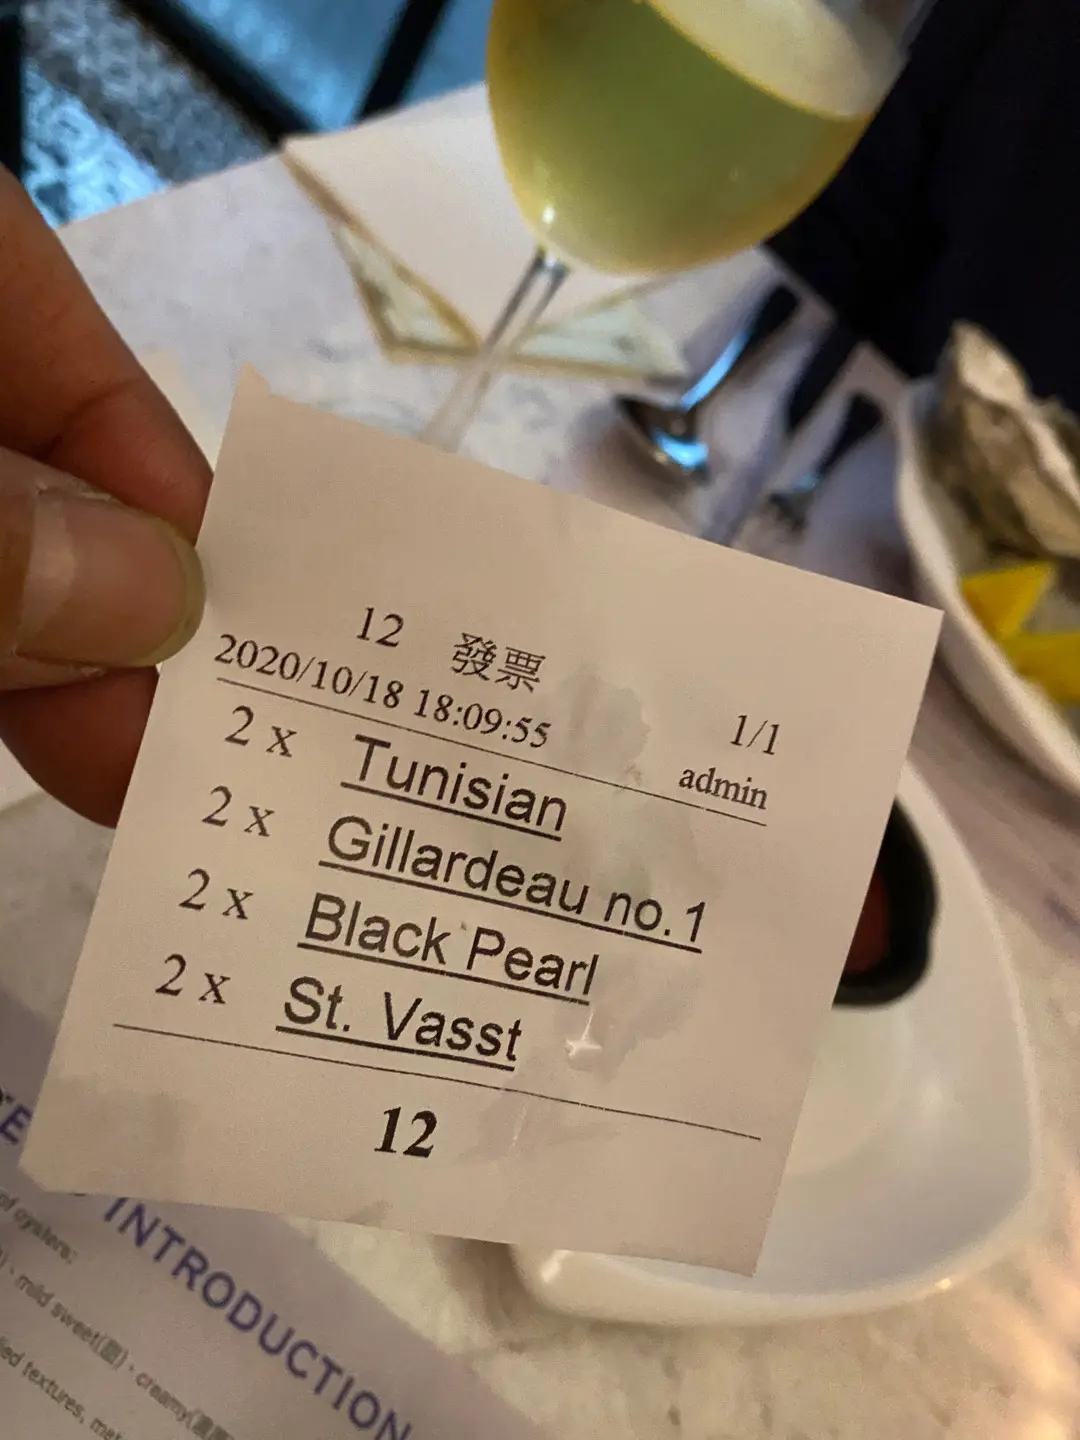 12 發票
1/1
2020/10/18 18:09:55
admin
2 x Tunisian
2 x Gillardeau no.1
2 x Black Pearl
2 x St. Vasst
12
INTRODUCTION
of oysters:
mild sweet(甜)、creamy(
textures,